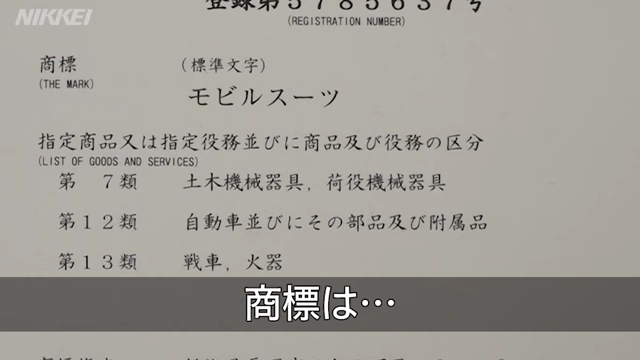 NIKKEI
登録第5785637号
(REGISTRATION NUMBER)
商標 (標準文字)
(THE MARK)
モビルスーツ
指定商品又は指定役務並びに商品及び役務の区分
(LIST OF GOODS AND SERVICES)
第 7類 土木機械器具,荷役機械器具
第12類 自動車並びにその部品及び附属品
第13類 戦車,火器
商標は…